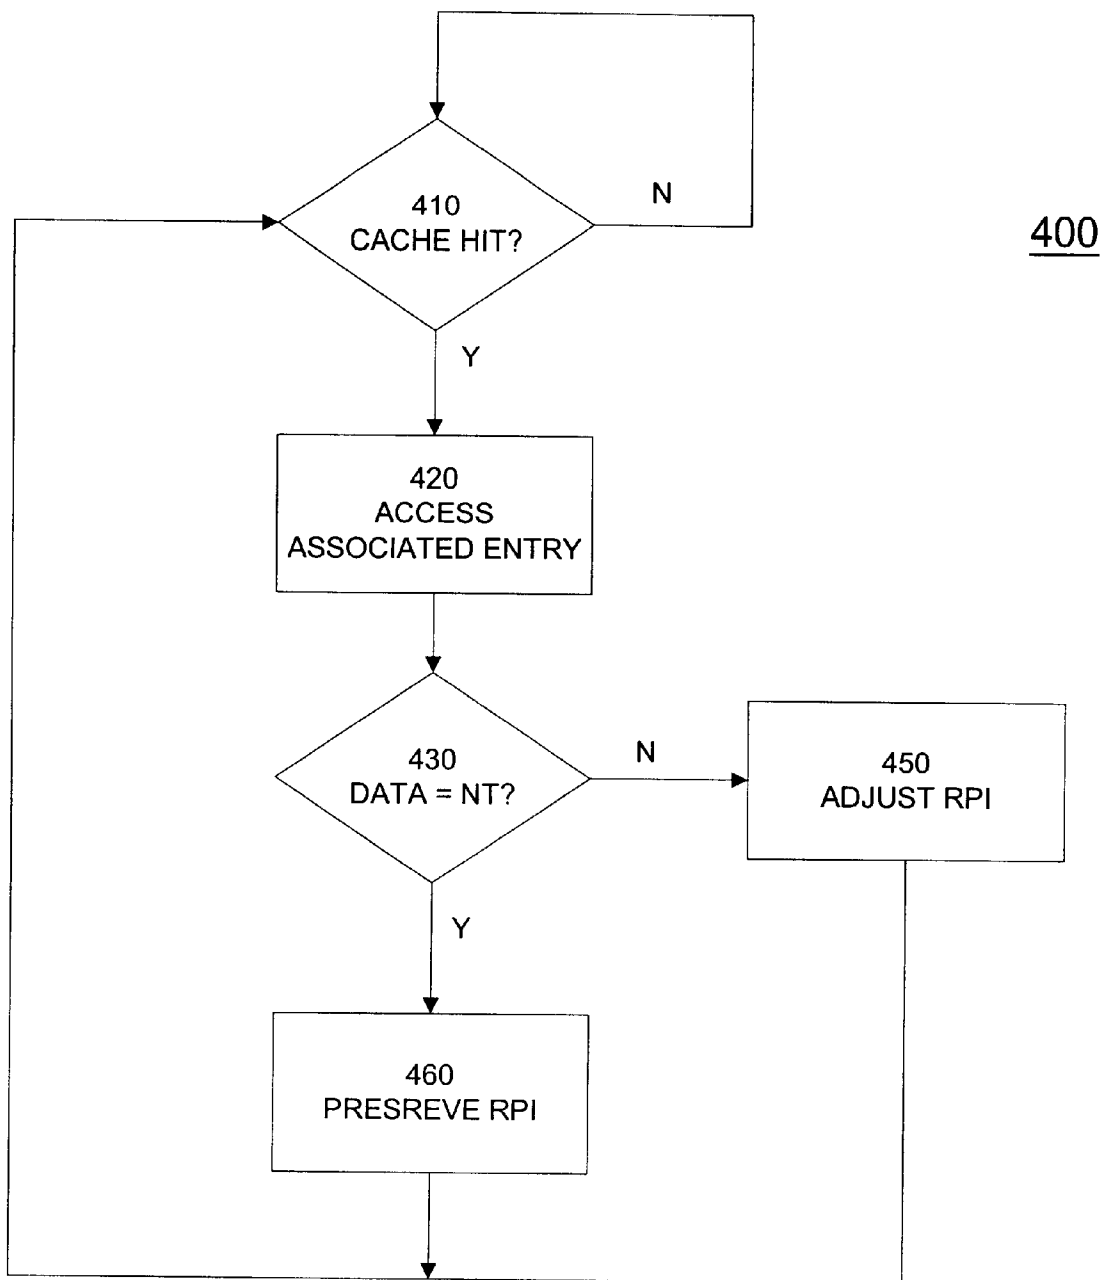 410
CACHE HIT?
N
400
Y
420
ACCESS
ASSOCIATED ENTRY
430
DATA = NT?
N
450
ADJUST RPI
Y
460
PRESREVE RPI